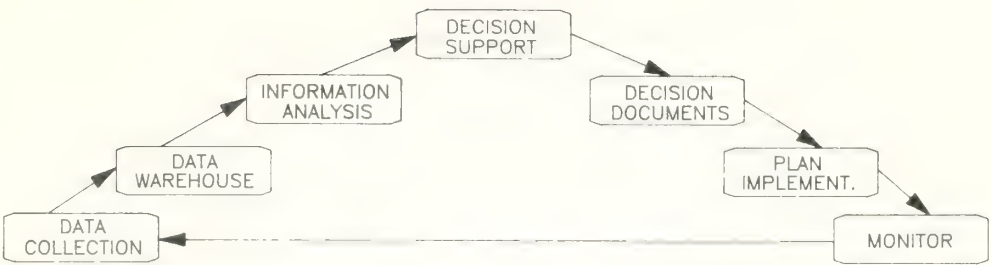 DECISION
SUPPORT
INFORMATION
ANALYSIS
DECISION
DOCUMENTS
DATA
WAREHOUSE
PLAN
IMPLEMENT.
DATA
COLLECTION
MONITOR